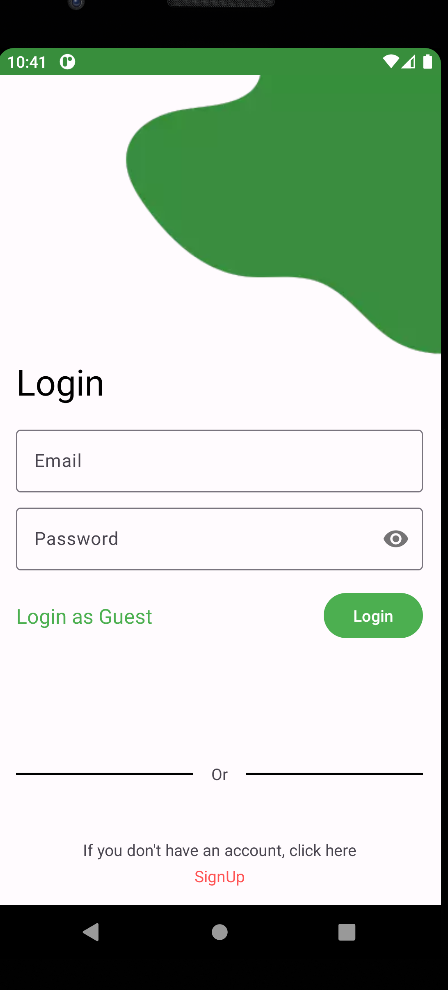 10:41
Login
Email
Password
Login as Guest
Login
Or
If you don't have an account, click here
SignUp